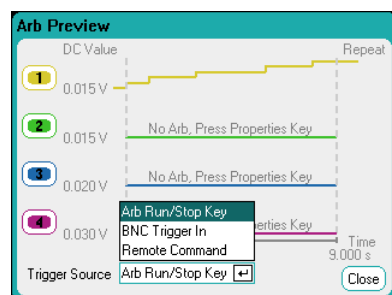 Arb Preview
DC Value Repeat
1 0.015 V
2 0.015 V No Arb, Press Properties Key
3 0.020 V No Arb, Press Properties Key
4 0.030 V erties Key
Arb Run/Stop Key
BNC Trigger In
Remote Command
Time
9.000 s
Trigger Source Arb Run/Stop Key Close